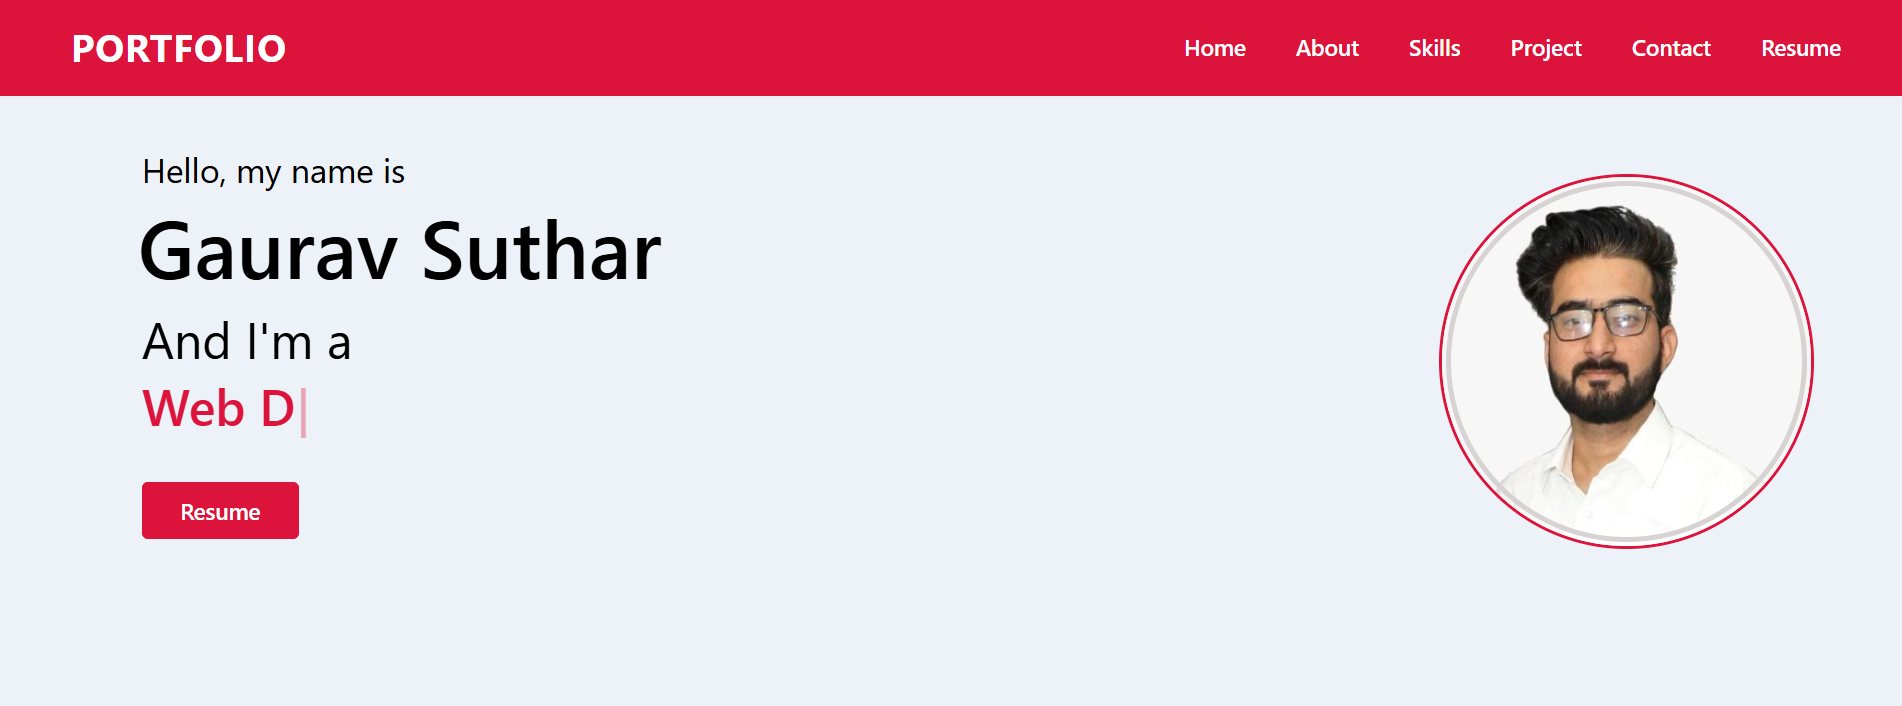 PORTFOLIO
Home About Skills Project Contact Resume
Hello, my name is
Gaurav Suthar
And I'm a
Web D
Resume